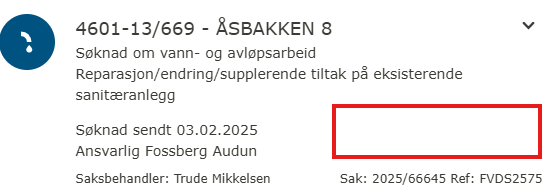 4601-13/669 - ÅSBAKKEN 8
Søknad om vann- og avløpsarbeid
Reparasjon/endring/supplerende tiltak på eksisterende
sanitæranlegg
Søknad sendt 03.02.2025
Ansvarlig Fossberg Audun
Saksbehandler: Trude Mikkelsen Sak: 2025/66645 Ref: FVDS2575